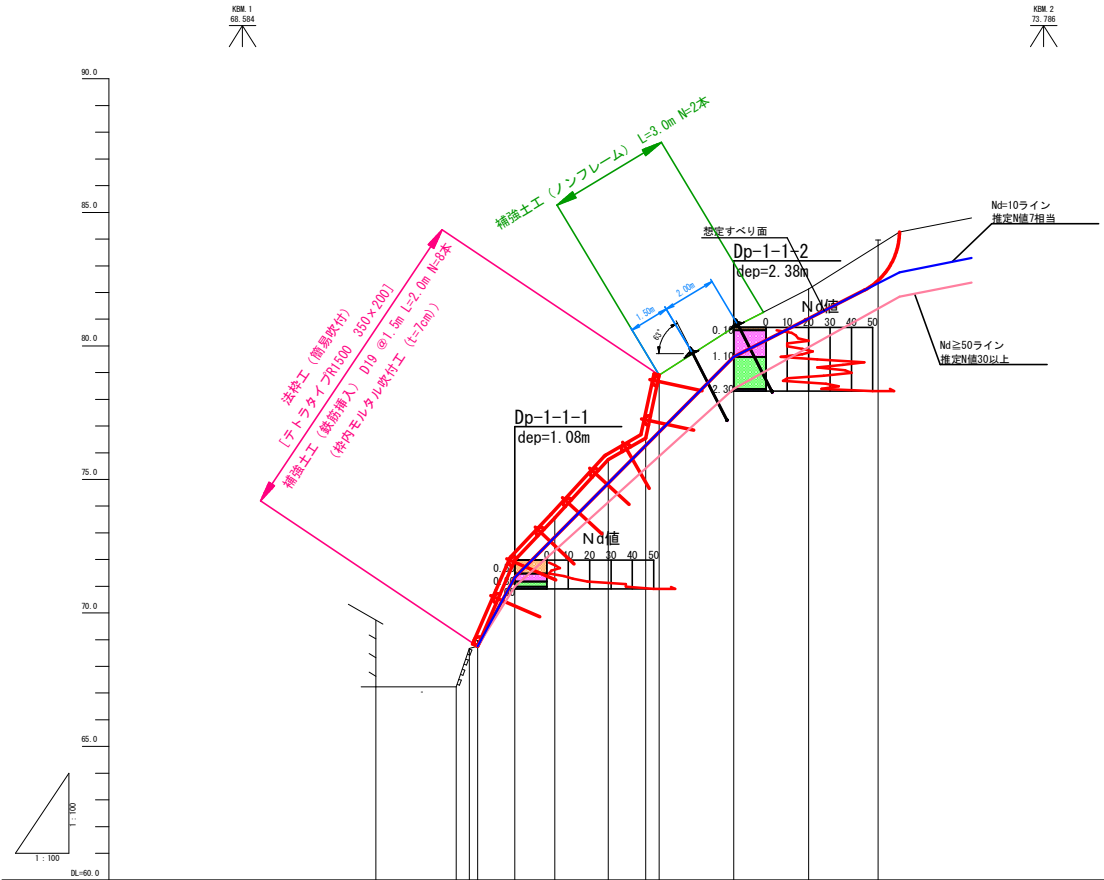 KBM.1
68.584
KBM.2
73.786
90.0
85.0
80.0
75.0
70.0
65.0
DL=60.0
1:100
1:100
補強土工(ノンフレーム) L=3.0m N=2本
法枠工(簡易吹付)
[テトラタイプR1500 350×200]
補強土工(鉄筋挿入) D19 @1.5m L=2.0m N=8本
(枠内モルタル吹付工(t=7cm))
想定すべり面
1.50m
2.00m
63°
Dp-1-1-2
dep=2.38m
Nd値
0 10 20 30 40 50
0.10
1.10
2.30
Nd=10ライン
推定N値7相当
Nd≧50ライン
推定N値30以上
Dp-1-1-1
dep=1.08m
Nd値
0 10 20 30 40 50